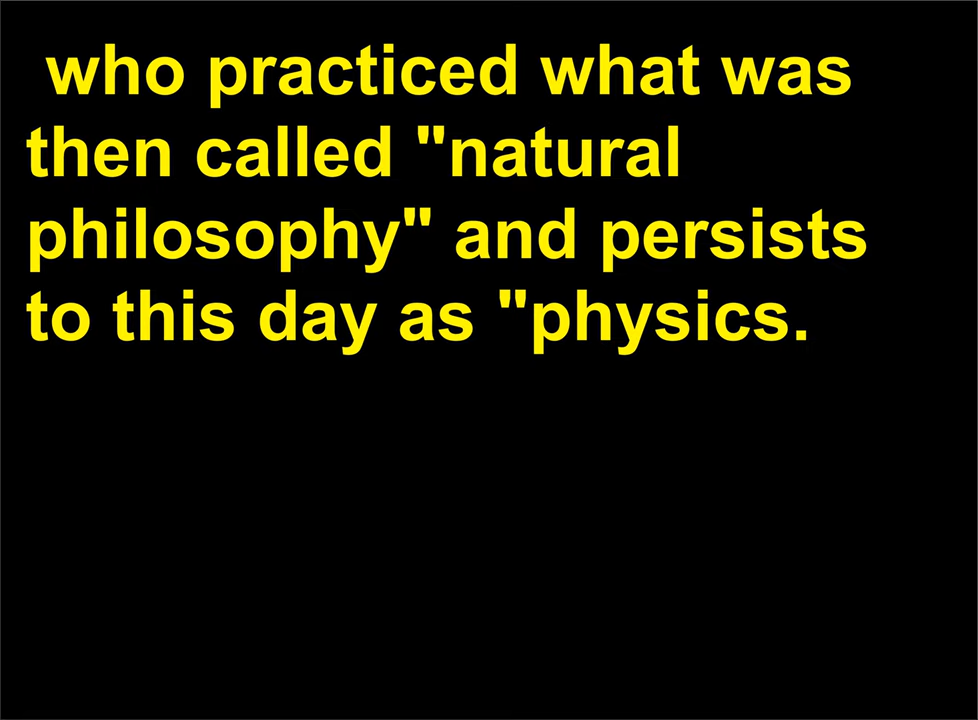 who practiced what was
then called "natural
philosophy" and persists
to this day as "physics.